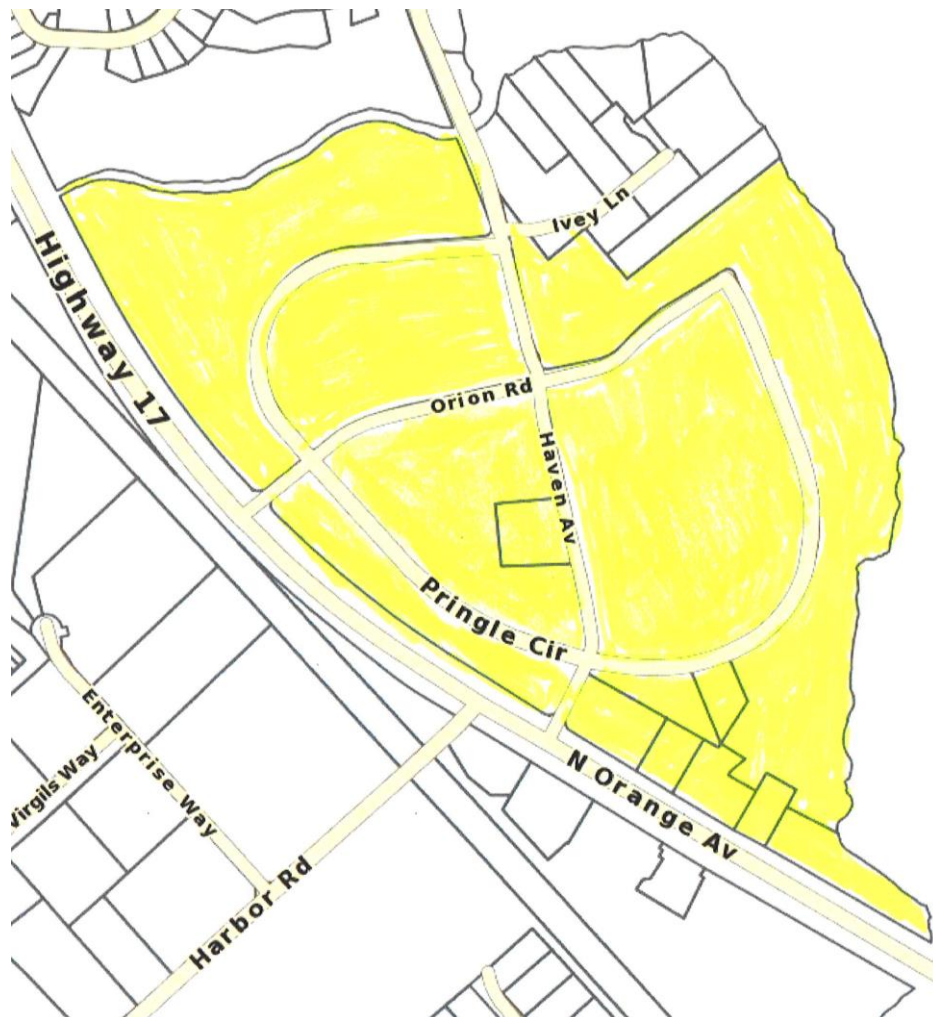 Ivey Ln
Highway 17
Orion Rd
Haven Av
Pringle Cir
Enterprise Way
Virgils Way
N Orange Av
Harbor Rd